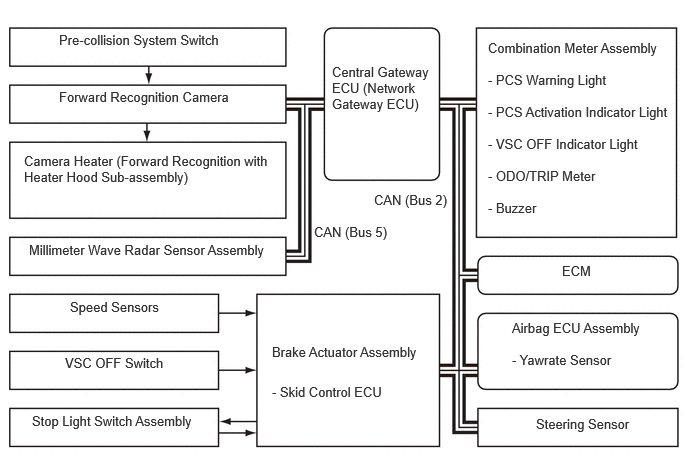 Pre-collision System Switch
Forward Recognition Camera
Camera Heater (Forward Recognition with
Heater Hood Sub-assembly)
Millimeter Wave Radar Sensor Assembly
Central Gateway
ECU (Network
Gateway ECU)
CAN (Bus 2)
CAN (Bus 5)
Combination Meter Assembly
- PCS Warning Light
- PCS Activation Indicator Light
- VSC OFF Indicator Light
- ODO/TRIP Meter
- Buzzer
ECM
Airbag ECU Assembly
- Yawrate Sensor
Steering Sensor
Speed Sensors
VSC OFF Switch
Stop Light Switch Assembly
Brake Actuator Assembly
- Skid Control ECU